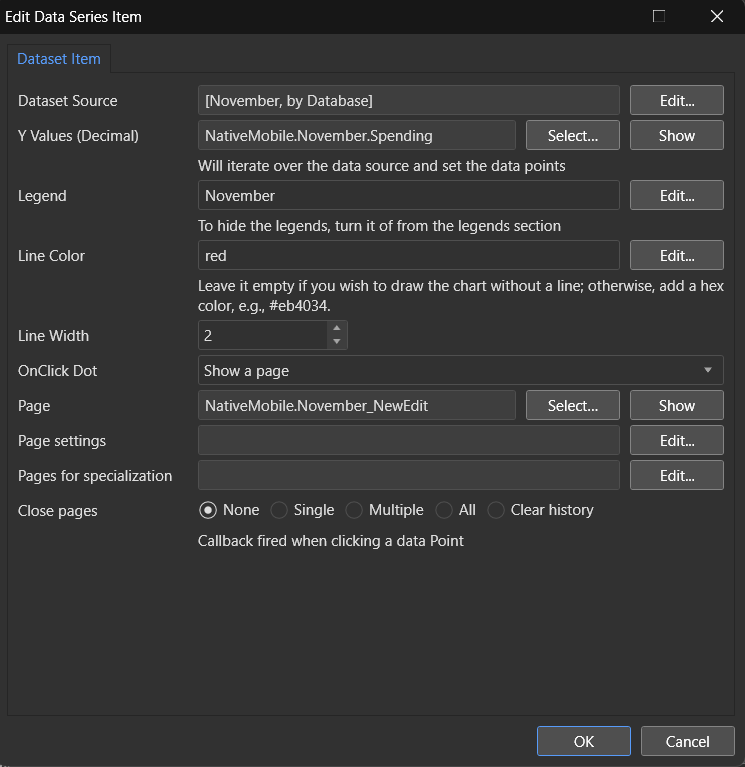 Edit Data Series Item
Dataset Item
Dataset Source [November, by Database] Edit...
Y Values (Decimal) NativeMobile.November.Spending Select... Show
Will iterate over the data source and set the data points
Legend November Edit...
To hide the legends, turn it of from the legends section
Line Color red Edit...
Leave it empty if you wish to draw the chart without a line; otherwise, add a hex
color, e.g., #eb4034.
Line Width 2
OnClick Dot Show a page
Page NativeMobile.November_NewEdit Select... Show
Page settings Edit...
Pages for specialization Edit...
Close pages None Single Multiple All Clear history
Callback fired when clicking a data Point
OK Cancel